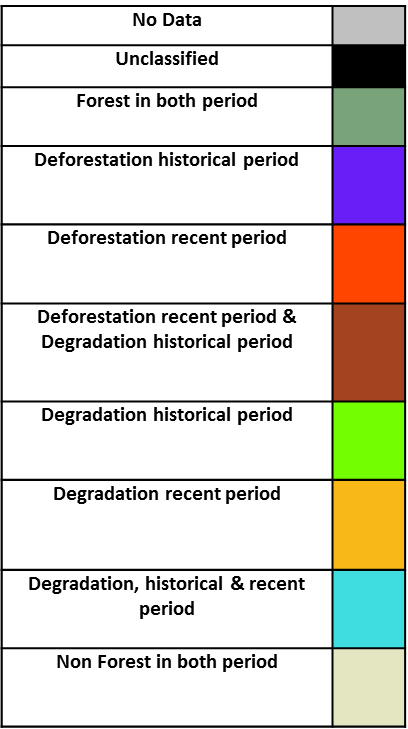 No Data
Unclassified
Forest in both period
Deforestation historical period
Deforestation recent period
Deforestation recent period &
Degradation historical period
Degradation historical period
Degradation recent period
Degradation, historical & recent
period
Non Forest in both period